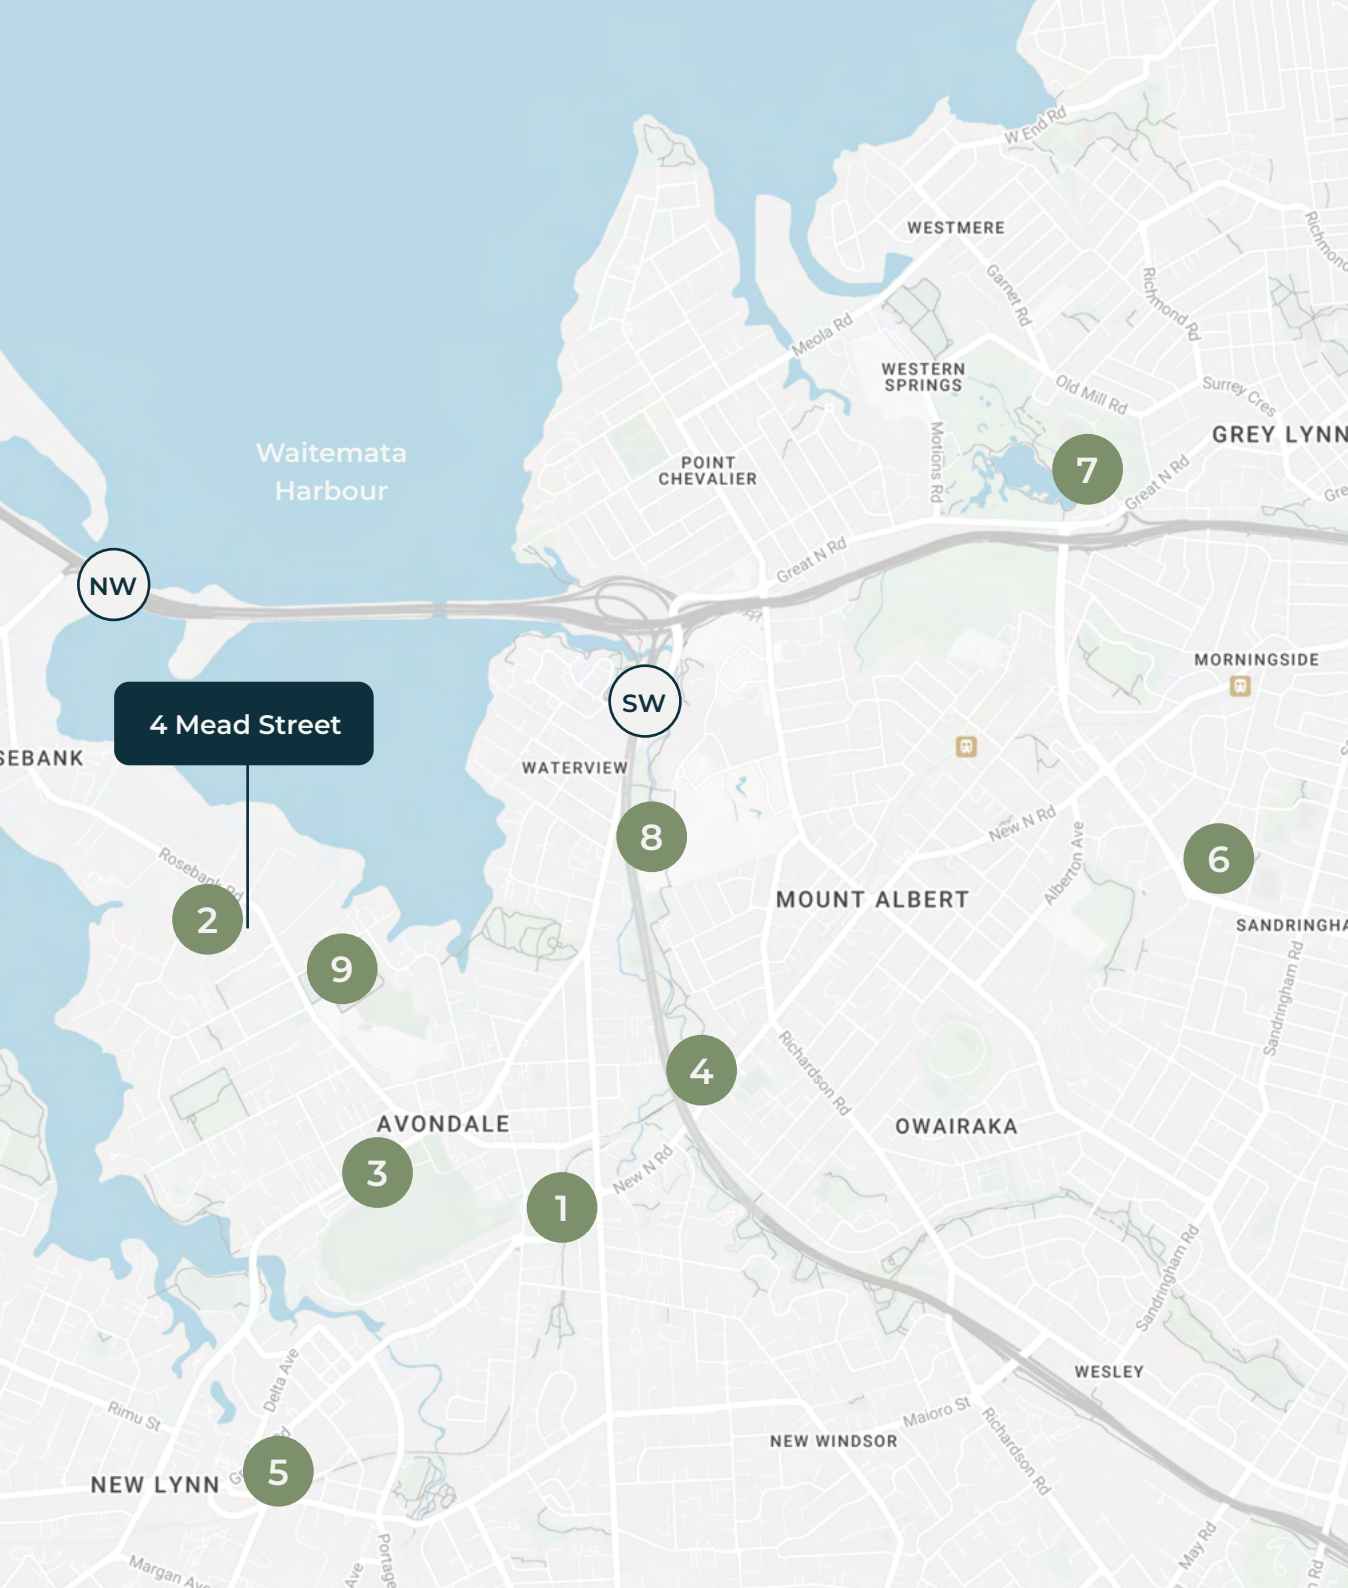 W End Rd
WESTMERE
Richmond
Garnet Rd
Richmond Rd
Meola Rd
WESTERN
SPRINGS
Old Mill Rd
Surrey Cres
Motions Rd
GREY LYNN
Waitemata
Harbour
POINT
CHEVALIER
7
Great N Rd
Gre
Great N Rd
NW
MORNINGSIDE
SW
4 Mead Street
SEBANK
WATERVIEW
8
New N Rd
Alberton Ave
6
Rosebank Rd
2
MOUNT ALBERT
SANDRINGHA
9
Sandringham Rd
4
Richardson Rd
AVONDALE
OWAIRAKA
3
New N Rd
1
Sandringham Rd
Delta Ave
WESLEY
Rimu St
Maioro St
NEW WINDSOR
Richardson Rd
5
NEW LYNN
May Rd
Margan Ave
Ave
Portage
Rd